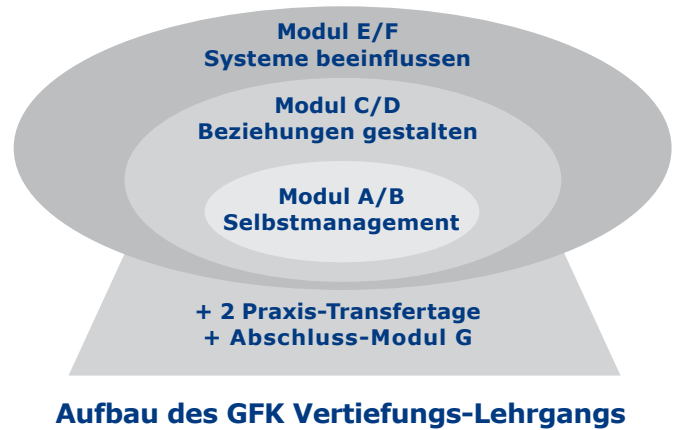 Modul E/F
Systeme beeinflussen
Modul C/D
Beziehungen gestalten
Modul A/B
Selbstmanagement
+ 2 Praxis-Transfertage
+ Abschluss-Modul G
Aufbau des GFK Vertiefungs-Lehrgangs